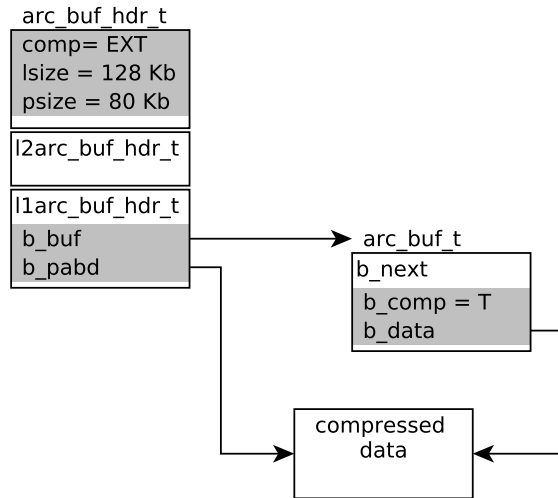 arc_buf_hdr_t
comp= EXT
lsize = 128 Kb
psize = 80 Kb
l2arc_buf_hdr_t
l1arc_buf_hdr_t
b_buf
b_pabd
arc_buf_t
b_next
b_comp = T
b_data
compressed
data